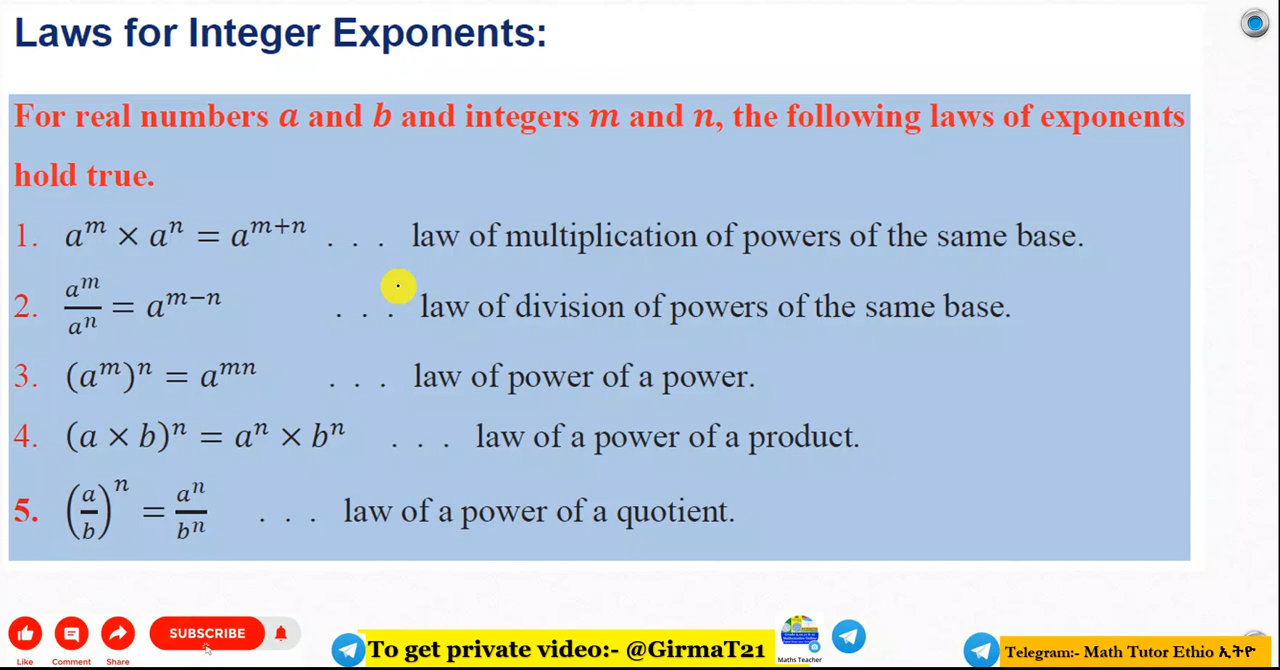 Laws for Integer Exponents:
For real numbers a and b and integers m and n, the following laws of exponents
hold true.
1. aᵐ × aⁿ = aᵐ⁺ⁿ . . . law of multiplication of powers of the same base.
2. aᵐ/aⁿ = aᵐ⁻ⁿ . . . law of division of powers of the same base.
3. (aᵐ)ⁿ = aᵐⁿ . . . law of power of a power.
4. (a × b)ⁿ = aⁿ × bⁿ . . . law of a power of a product.
5. (a/b)ⁿ = aⁿ/bⁿ . . . law of a power of a quotient.
Like Comment Share SUBSCRIBE
To get private video:- @GirmaT21
Maths Teacher
Telegram:- Math Tutor Ethio ኢትዮ